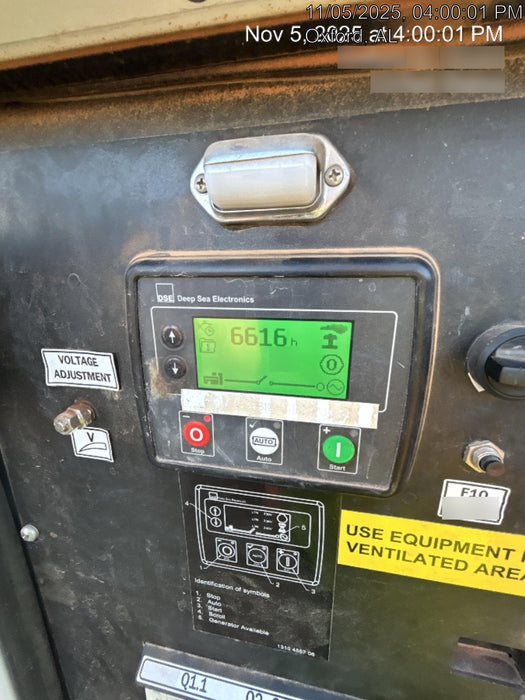 11/05/2025, 04:00:01 PM
Nov 5, 2025 at 4:00:01 PM
Oxford, AL
DSE Deep Sea Electronics
6616 h
VOLTAGE
ADJUSTMENT
V
Stop
AUTO
Auto
Start
F10
USE EQUIPMENT
VENTILATED AREA
Identification of symbols
1. Stop
2. Auto
3. Start
4. Scroll
5. Generator Available
Q1.1